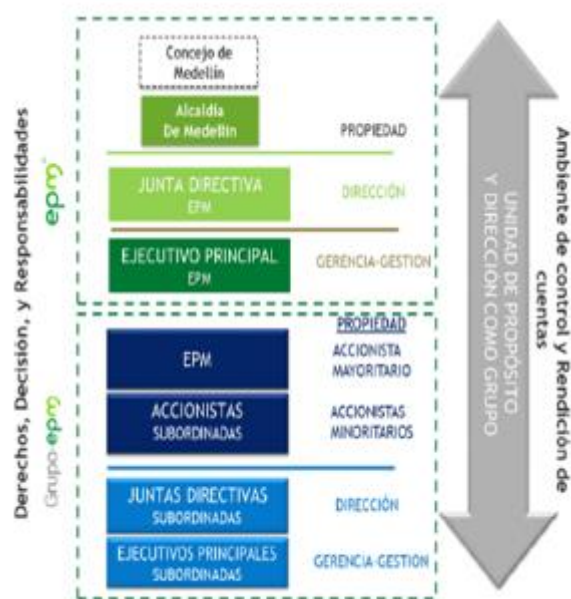 Derechos, Decisión, y Responsabilidades
epm
Concejo de
Medellín
Alcaldía
De Medellín
PROPIEDAD
JUNTA DIRECTIVA
EPM
DIRECCIÓN
EJECUTIVO PRINCIPAL
EPM
GERENCIA-GESTION
Grupo-epm
PROPIEDAD
EPM
ACCIONISTA
MAYORITARIO
ACCIONISTAS
SUBORDINADAS
ACCIONISTAS
MINORITARIOS
JUNTAS DIRECTIVAS
SUBORDINADAS
DIRECCIÓN
EJECUTIVOS PRINCIPALES
SUBORDINADAS
GERENCIA-GESTION
UNIDAD DE PROPÓSITO
Y DIRECCIÓN COMO GRUPO
Ambiente de control y Rendición de
cuentas